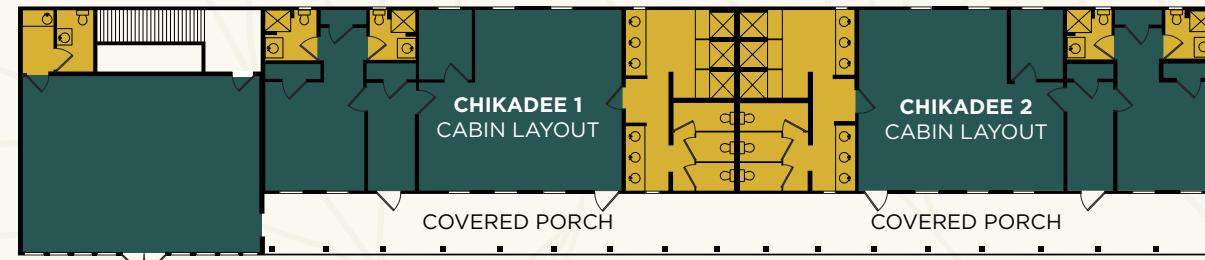 CHIKADEE 1
CABIN LAYOUT
CHIKADEE 2
CABIN LAYOUT
COVERED PORCH
COVERED PORCH